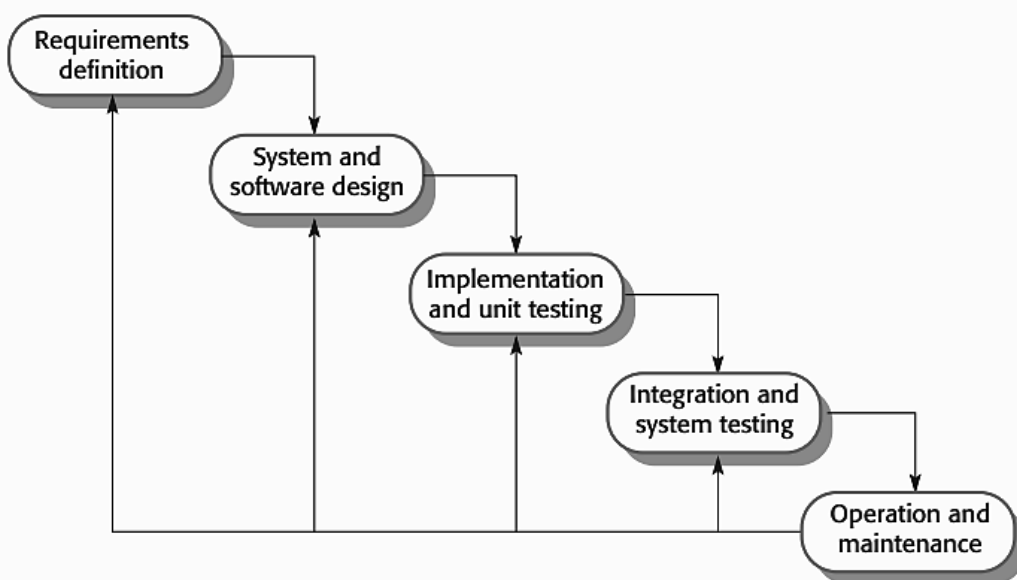 Requirements
definition
System and
software design
Implementation
and unit testing
Integration and
system testing
Operation and
maintenance